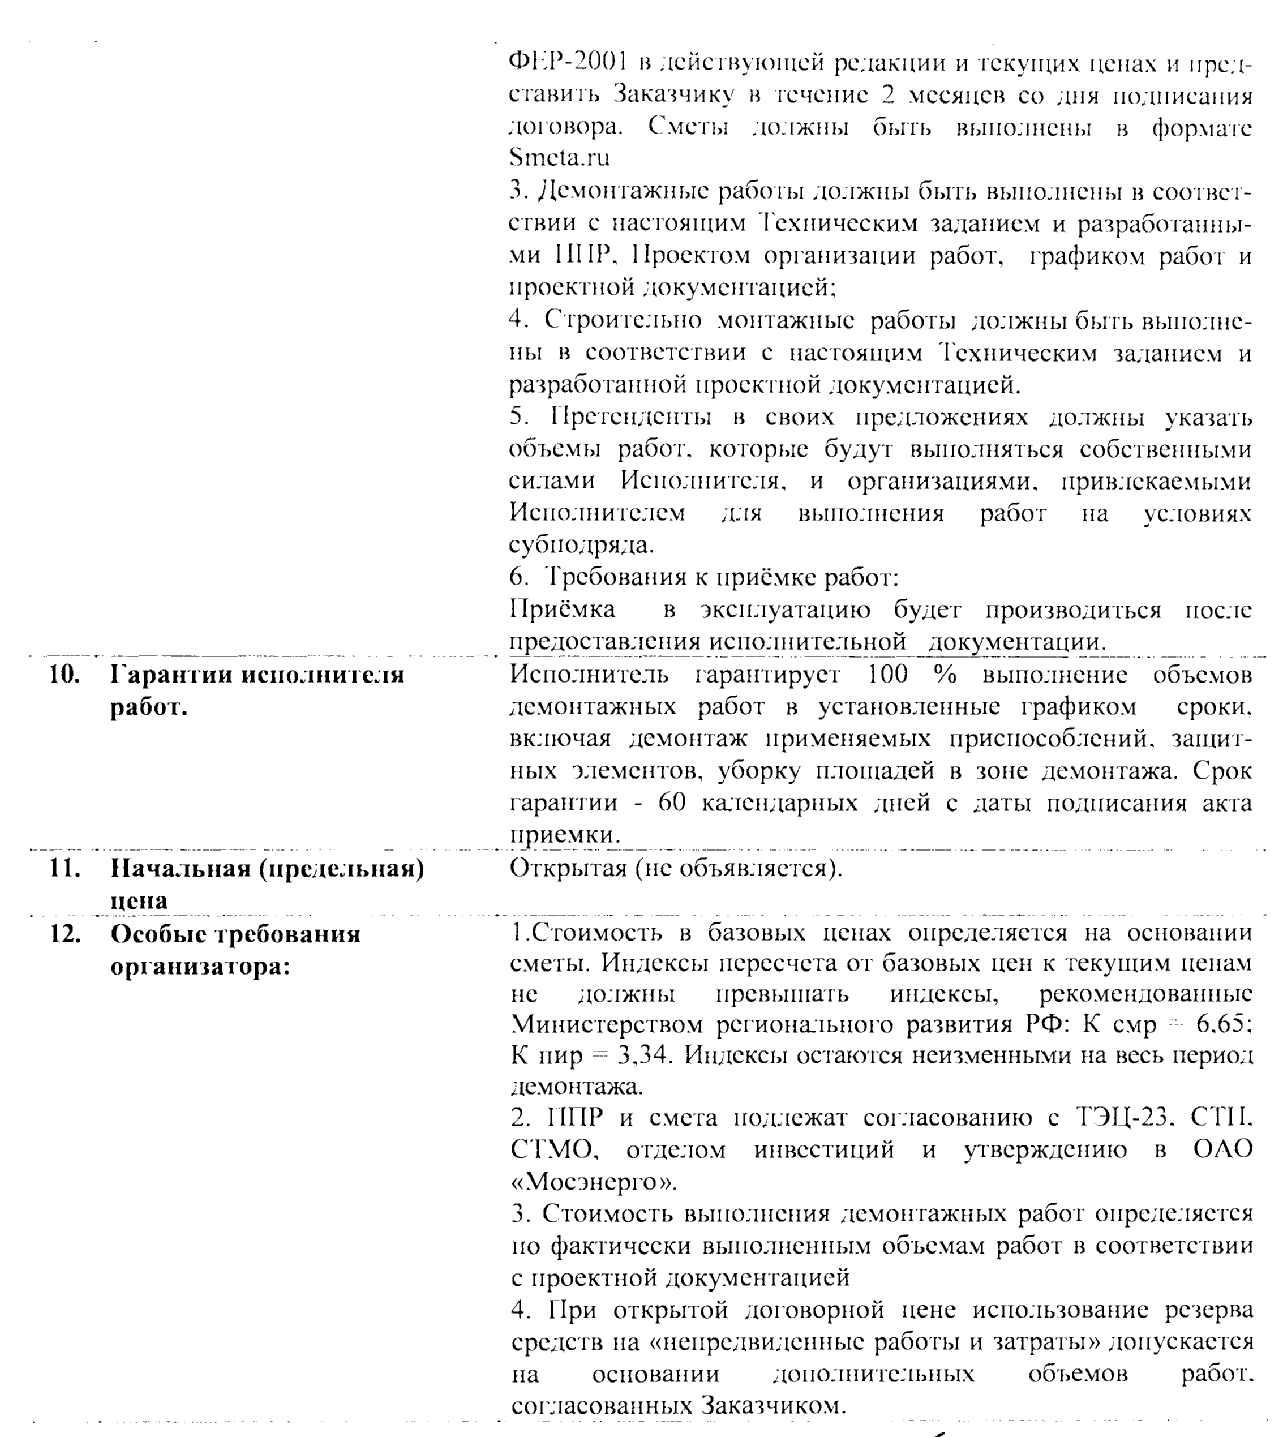 ФЕР-2001 в действующей редакции и текущих ценах и пред-
ставить Заказчику в течение 2 месяцев со дня подписания
договора. Сметы должны быть выполнены в формате
Smeta.ru
3. Демонтажные работы должны быть выполнены в соответ-
ствии с настоящим Техническим заданием и разработанны-
ми ППР, Проектом организации работ, графиком работ и
проектной документацией;
4. Строительно монтажные работы должны быть выполне-
ны в соответствии с настоящим Техническим заданием и
разработанной проектной документацией.
5. Претенденты в своих предложениях должны указать
объемы работ, которые будут выполняться собственными
силами Исполнителя, и организациями, привлекаемыми
Исполнителем для выполнения работ на условиях
субподряда.
6. Требования к приёмке работ:
Приёмка в эксплуатацию будет производиться после
предоставления исполнительной документации.
10. Гарантии исполнителя
работ.
Исполнитель гарантирует 100 % выполнение объемов
демонтажных работ в установленные графиком сроки,
включая демонтаж применяемых приспособлений, защит-
ных элементов, уборку площадей в зоне демонтажа. Срок
гарантии - 60 календарных дней с даты подписания акта
приемки.
11. Начальная (предельная)
цена
Открытая (не объявляется).
12. Особые требования
организатора:
1.Стоимость в базовых ценах определяется на основании
сметы. Индексы пересчета от базовых цен к текущим ценам
не должны превышать индексы, рекомендованные
Министерством регионального развития РФ: К смр = 6,65;
К пир = 3,34. Индексы остаются неизменными на весь период
демонтажа.
2. ППР и смета подлежат согласованию с ТЭЦ-23, СТП,
СТМО, отделом инвестиций и утверждению в ОАО
«Мосэнерго».
3. Стоимость выполнения демонтажных работ определяется
по фактически выполненным объемам работ в соответствии
с проектной документацией
4. При открытой договорной цене использование резерва
средств на «непредвиденные работы и затраты» допускается
на основании дополнительных объемов работ,
согласованных Заказчиком.